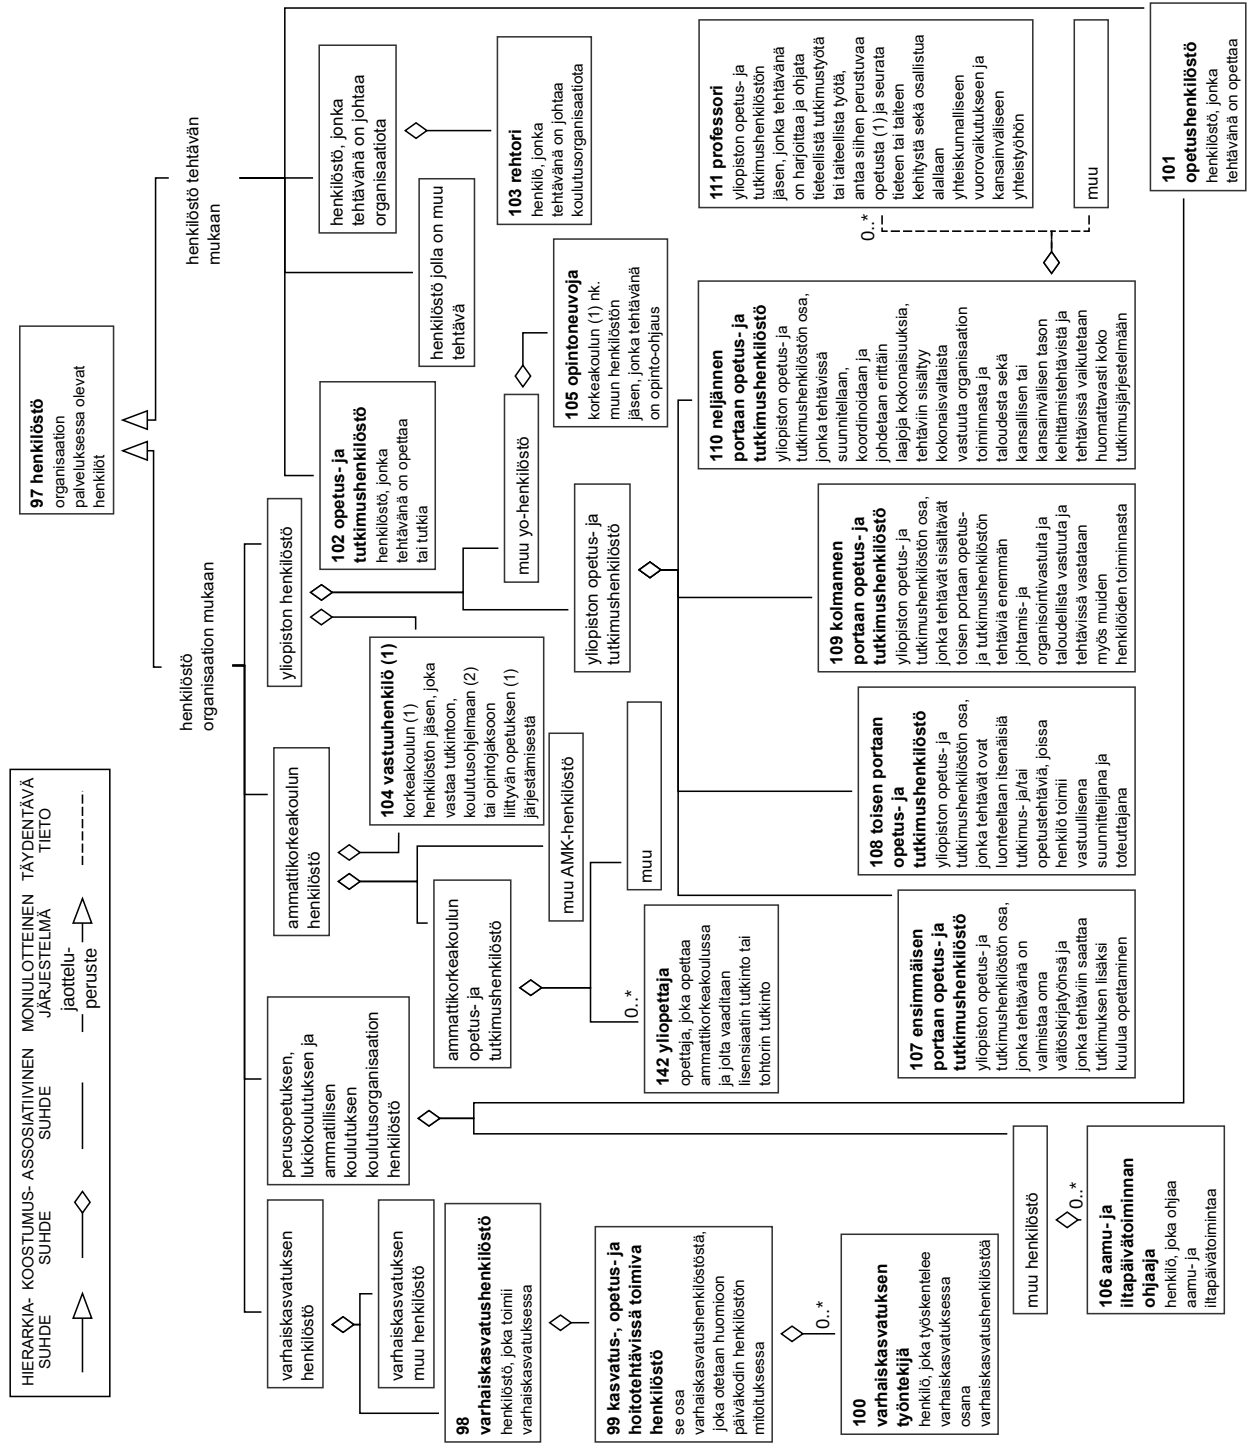 HIERARKIA-
SUHDE
KOOSTUMUS-
SUHDE
ASSOSIATIIVINEN
SUHDE
MONIULOTTEINEN
JÄRJESTELMÄ
jaottelu-
peruste
TÄYDENTÄVÄ
TIETO
97 henkilöstö
organisaation
palveluksessa olevat
henkilöt
henkilöstö
organisaation mukaan
henkilöstö tehtävän
mukaan
varhaiskasvatuksen
henkilöstö
perusopetuksen,
lukiokoulutuksen ja
ammatillisen
koulutuksen
koulutusorganisaation
henkilöstö
ammattikorkeakoulun
henkilöstö
yliopiston henkilöstö
102 opetus- ja
tutkimushenkilöstö
henkilöstö, jonka
tehtävänä on opettaa
tai tutkia
henkilöstö jolla on muu
tehtävä
henkilöstö, jonka
tehtävänä on johtaa
organisaatiota
103 rehtori
henkilö, jonka
tehtävänä on johtaa
koulutusorganisaatiota
varhaiskasvatuksen
muu henkilöstö
98
varhaiskasvatushenkilöstö
henkilöstö, joka toimii
varhaiskasvatuksessa
99 kasvatus-, opetus- ja
hoitotehtävissä toimiva
henkilöstö
se osa
varhaiskasvatushenkilöstöstä,
joka otetaan huomioon
päiväkodin henkilöstön
mitoituksessa
0..*
100
varhaiskasvatuksen
työntekijä
henkilö, joka työskentelee
varhaiskasvatuksessa
osana
varhaiskasvatushenkilöstöä
104 vastuuhenkilö (1)
korkeakoulun (1)
henkilöstön jäsen, joka
vastaa tutkintoon,
koulutusohjelmaan (2)
tai opintojaksoon
liittyvän opetuksen (1)
järjestämisestä
ammattikorkeakoulun
opetus- ja
tutkimushenkilöstö
muu AMK-henkilöstö
0..*
142 yliopettaja
opettaja, joka opettaa
ammattikorkeakoulussa
ja jolta vaaditaan
lisensiaatin tutkinto tai
tohtorin tutkinto
muu
muu yo-henkilöstö
105 opintoneuvoja
korkeakoulun (1) nk.
muun henkilöstön
jäsen, jonka tehtävänä
on opinto-ohjaus
yliopiston opetus- ja
tutkimushenkilöstö
107 ensimmäisen
portaan opetus- ja
tutkimushenkilöstö
yliopiston opetus- ja
tutkimushenkilöstön osa,
jonka tehtävänä on
valmistaa oma
väitöskirjatyönsä ja
jonka tehtäviin saattaa
tutkimuksen lisäksi
kuulua opettaminen
108 toisen portaan
opetus- ja
tutkimushenkilöstö
yliopiston opetus- ja
tutkimushenkilöstön osa,
jonka tehtävät ovat
luonteeltaan itsenäisiä
tutkimus- ja/tai
opetustehtäviä, joissa
henkilö toimii
vastuullisena
suunnittelijana ja
toteuttajana
109 kolmannen
portaan opetus- ja
tutkimushenkilöstö
yliopiston opetus- ja
tutkimushenkilöstön osa,
jonka tehtävät sisältävät
toisen portaan opetus-
ja tutkimushenkilöstön
tehtäviä enemmän
johtamis- ja
organisointivastuita ja
taloudellista vastuuta ja
tehtävissä vastataan
myös muiden
henkilöiden toiminnasta
110 neljännen
portaan opetus- ja
tutkimushenkilöstö
yliopiston opetus- ja
tutkimushenkilöstön osa,
jonka tehtävissä
suunnitellaan,
koordinoidaan ja
johdetaan erittäin
laajoja kokonaisuuksia,
tehtäviin sisältyy
kokonaisvaltaista
vastuuta organisaation
toiminnasta ja
taloudesta sekä
kansallisen tai
kansainvälisen tason
kehittämistehtävistä ja
tehtävissä vaikutetaan
huomattavasti koko
tutkimusjärjestelmään
0..*
111 professori
yliopiston opetus- ja
tutkimushenkilöstön
jäsen, jonka tehtävänä
on harjoittaa ja ohjata
tieteellistä tutkimustyötä
tai taiteellista työtä,
antaa siihen perustuvaa
opetusta (1) ja seurata
tieteen tai taiteen
kehitystä sekä osallistua
alallaan
yhteiskunnalliseen
vuorovaikutukseen ja
kansainväliseen
yhteistyöhön
muu
muu henkilöstö
0..*
106 aamu- ja
iltapäivätoiminnan
ohjaaja
henkilö, joka ohjaa
aamu- ja
iltapäivätoimintaa
101
opetushenkilöstö
henkilöstö, jonka
tehtävänä on opettaa